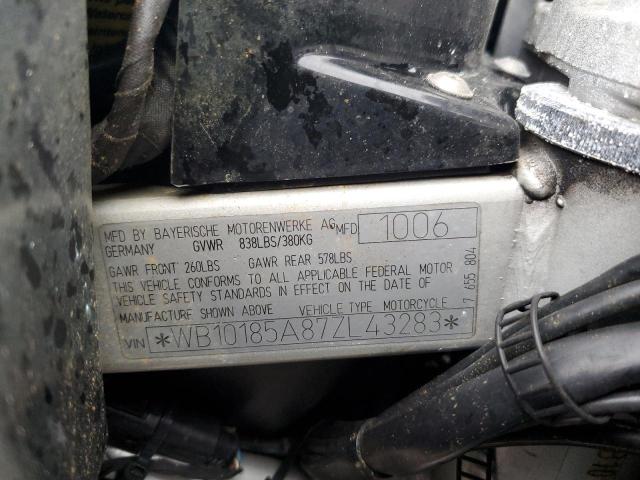 MFD BY BAYERISCHE MOTORENWERKE AG MFD 1006
GERMANY GVWR 838LBS/380KG
GAWR FRONT 260LBS GAWR REAR 578LBS
THIS VEHICLE CONFORMS TO ALL APPLICABLE FEDERAL MOTOR
VEHICLE SAFETY STANDARDS IN EFFECT ON THE DATE OF
MANUFACTURE SHOWN ABOVE VEHICLE TYPE MOTORCYCLE
VIN *WB10185A87ZL43283*
7 655 804